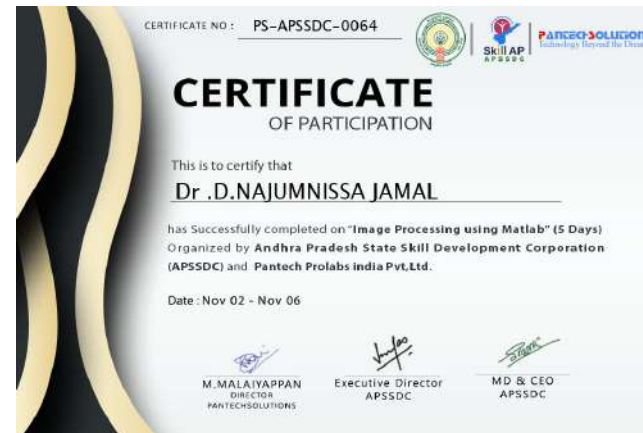 CERTIFICATE NO : PS-APSSDC-0064
Skill AP
APSSDC
PANTECH SOLUTION
Technology Beyond the Dream
CERTIFICATE
OF PARTICIPATION
This is to certify that
Dr .D.NAJUMNISSA JAMAL
has Successfully completed on "Image Processing using Matlab" (5 Days)
Organized by Andhra Pradesh State Skill Development Corporation
(APSSDC) and Pantech Prolabs india Pvt,Ltd.
Date : Nov 02 - Nov 06
M.MALAIYAPPAN
DIRECTOR
PANTECHSOLUTIONS
Executive Director
APSSDC
MD & CEO
APSSDC